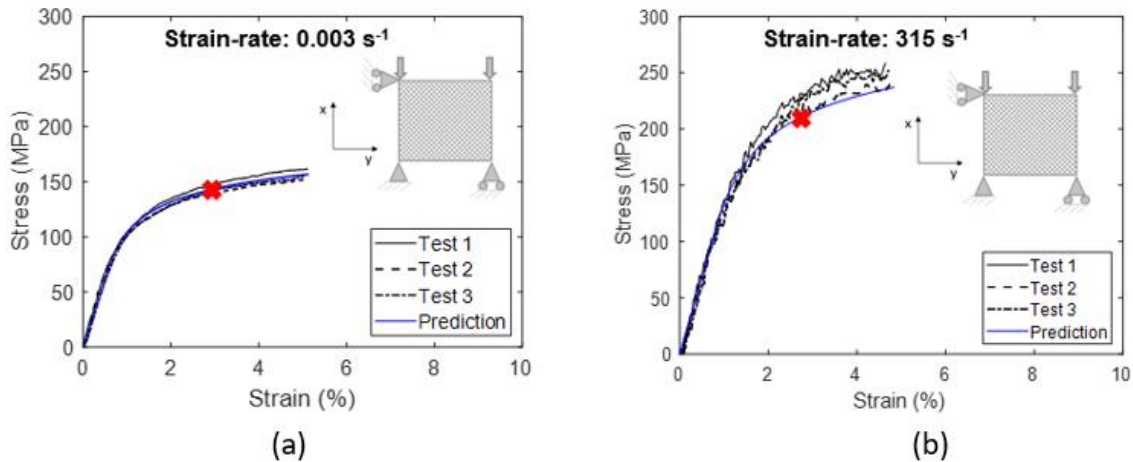 Strain-rate: 0.003 s⁻¹
Stress (MPa)
300
250
200
150
100
50
0
x
y
Test 1
Test 2
Test 3
Prediction
0 2 4 6 8 10
Strain (%)
(a)
Strain-rate: 315 s⁻¹
Stress (MPa)
300
250
200
150
100
50
0
x
y
Test 1
Test 2
Test 3
Prediction
0 2 4 6 8 10
Strain (%)
(b)